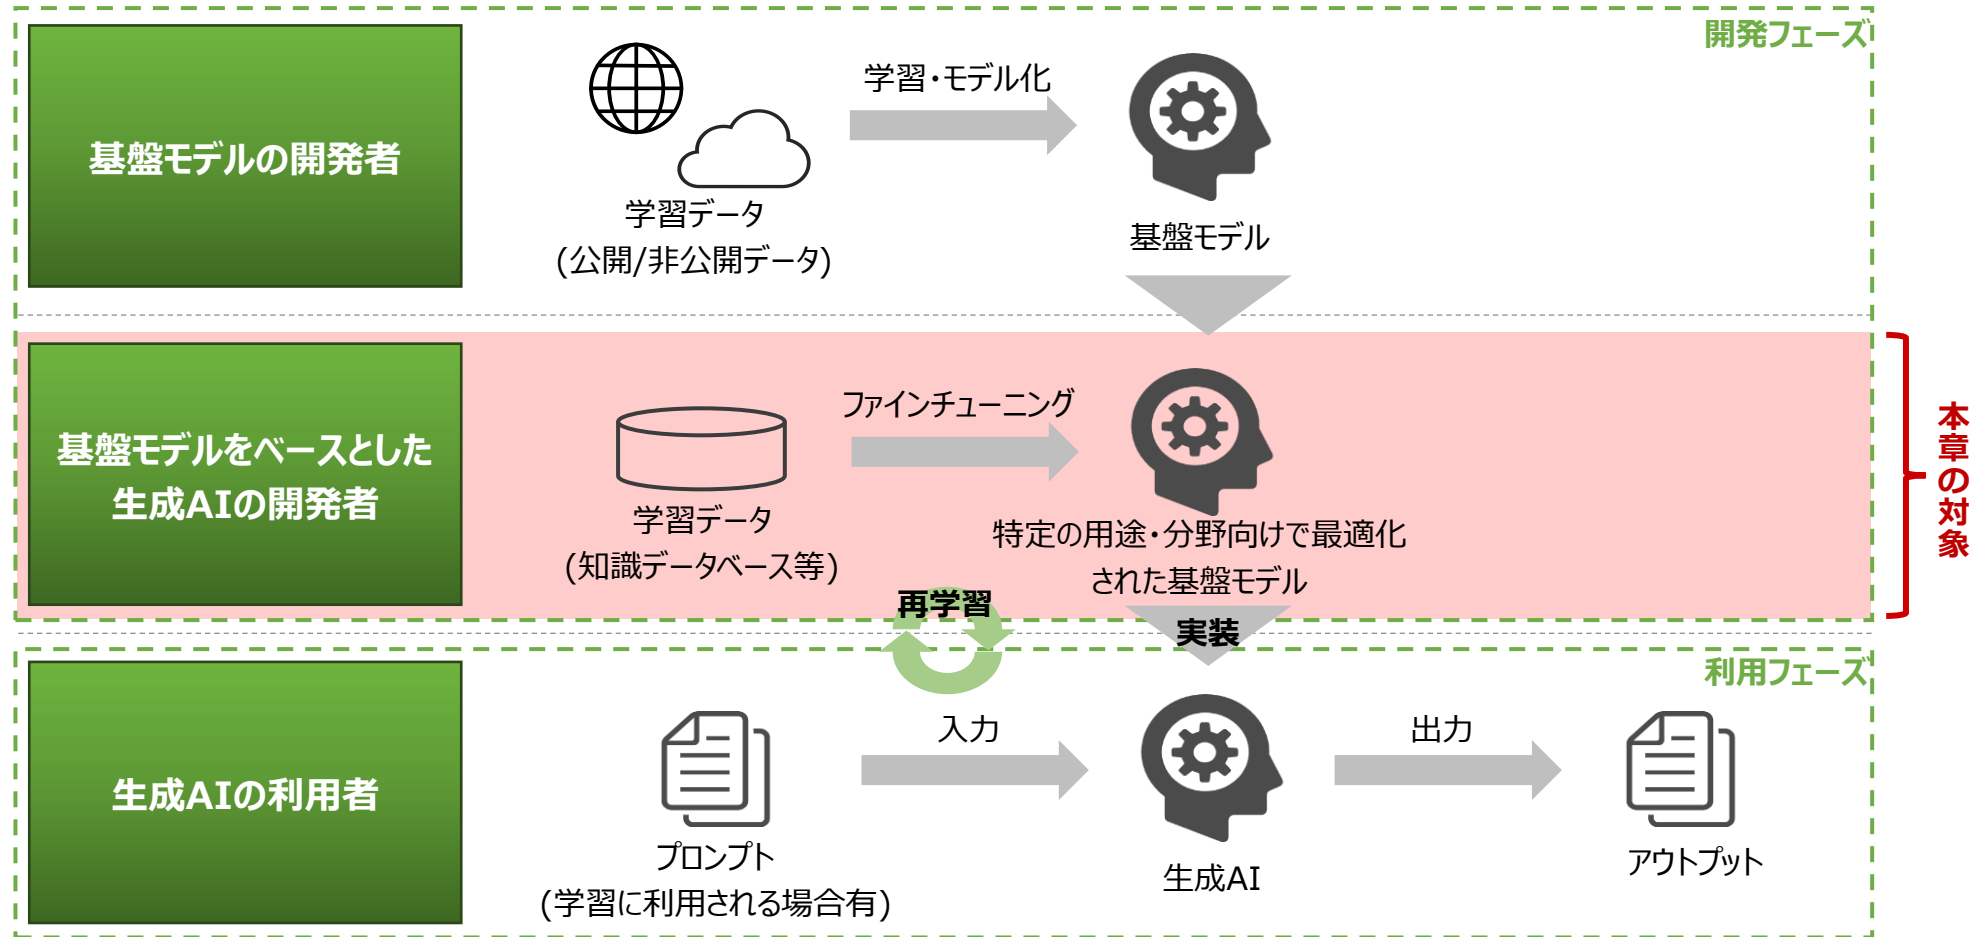 開発フェーズ
基盤モデルの開発者
学習・モデル化
学習データ
(公開/非公開データ)
基盤モデル
基盤モデルをベースとした
生成AIの開発者
ファインチューニング
学習データ
(知識データベース等)
特定の用途・分野向けで最適化
された基盤モデル
本章の対象
再学習
実装
利用フェーズ
生成AIの利用者
入力
出力
プロンプト
(学習に利用される場合有)
生成AI
アウトプット